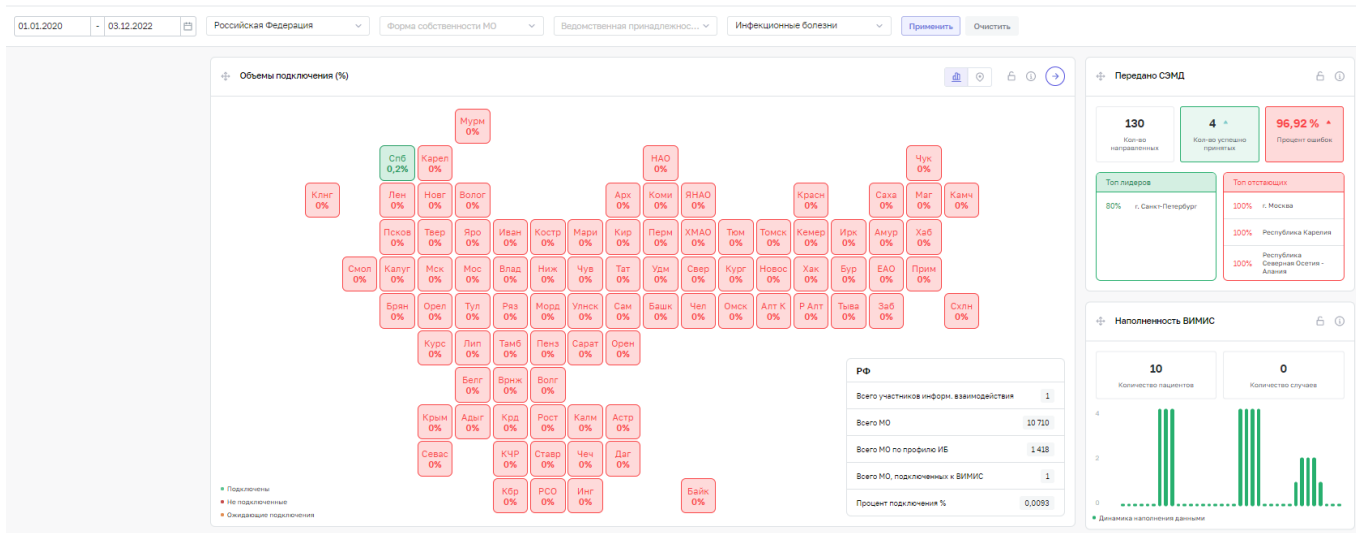 01.01.2020 - 03.12.2022 Российская Федерация Форма собственности МО Ведомственная принадлежнос... Инфекционные болезни Применить Очистить
Объемы подключения (%)
Мурм
0%
Спб Карел НАО Чук
0,2% 0% 0% 0%
Клнг Лен Новг Волог Арх Коми ЯНАО Красн Саха Маг Камч
0% 0% 0% 0% 0% 0% 0% 0% 0% 0% 0%
Псков Твер Яро Иван Костр Мари Кир Перм ХМАО Тюм Томск Кемер Ирк Амур Хаб
0% 0% 0% 0% 0% 0% 0% 0% 0% 0% 0% 0% 0% 0% 0%
Смол Калуг Мск Мос Влад Ниж Чув Тат Удм Свер Кург Новос Хак Бур ЕАО Прим
0% 0% 0% 0% 0% 0% 0% 0% 0% 0% 0% 0% 0% 0% 0% 0%
Брян Орел Тул Ряз Морд Улнск Сам Башк Чел Омск Алт К Р Алт Тыва Заб Схлн
0% 0% 0% 0% 0% 0% 0% 0% 0% 0% 0% 0% 0% 0% 0%
Курс Лип Тамб Пенз Сарат Орен
0% 0% 0% 0% 0% 0%
Белг Врнж Волг
0% 0% 0%
Крым Адыг Крд Рост Калм Астр
0% 0% 0% 0% 0% 0%
Севас КЧР Ставр Чеч Даг
0% 0% 0% 0% 0%
Кбр РСО Инг Байк
0% 0% 0% 0%
Подключены
Не подключенные
Ожидающие подключения
РФ
Всего участников информ. взаимодействия 1
Всего МО 10 710
Всего МО по профилю ИБ 1 418
Всего МО, подключенных к ВИМИС 1
Процент подключения % 0,0093
Передано СЭМД
130
Кол-во
направленных
4
Кол-во успешно
принятых
96,92 %
Процент ошибок
Топ лидеров
80% г. Санкт-Петербург
Топ отстающих
100% г. Москва
100% Республика Карелия
100% Республика
Северная Осетия -
Алания
Наполненность ВИМИС
10
Количество пациентов
0
Количество случаев
4
2
0
Динамика наполнения данными